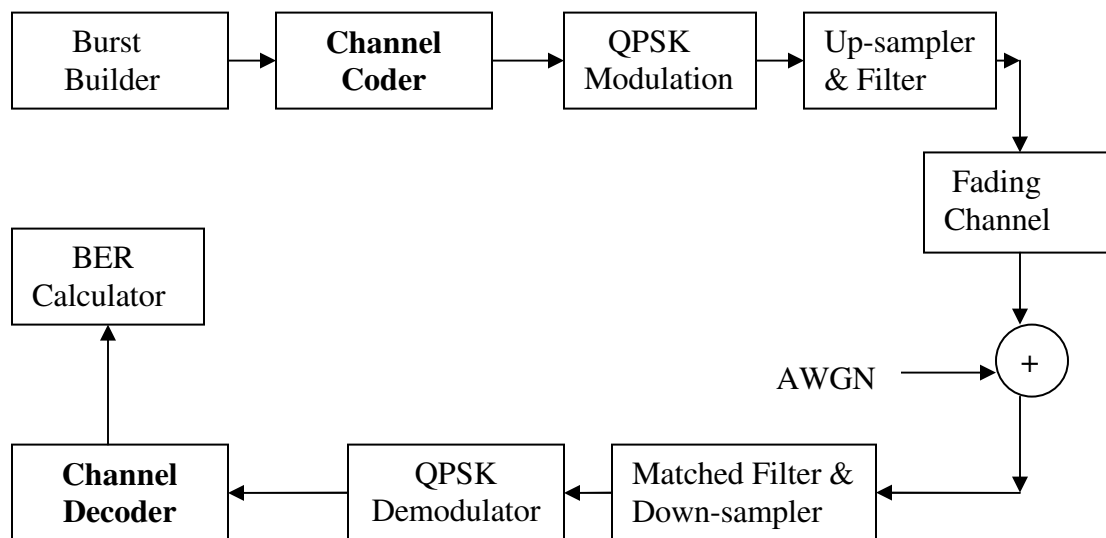 Burst
Builder
Channel
Coder
QPSK
Modulation
Up-sampler
& Filter
Fading
Channel
BER
Calculator
AWGN
+
Channel
Decoder
QPSK
Demodulator
Matched Filter &
Down-sampler